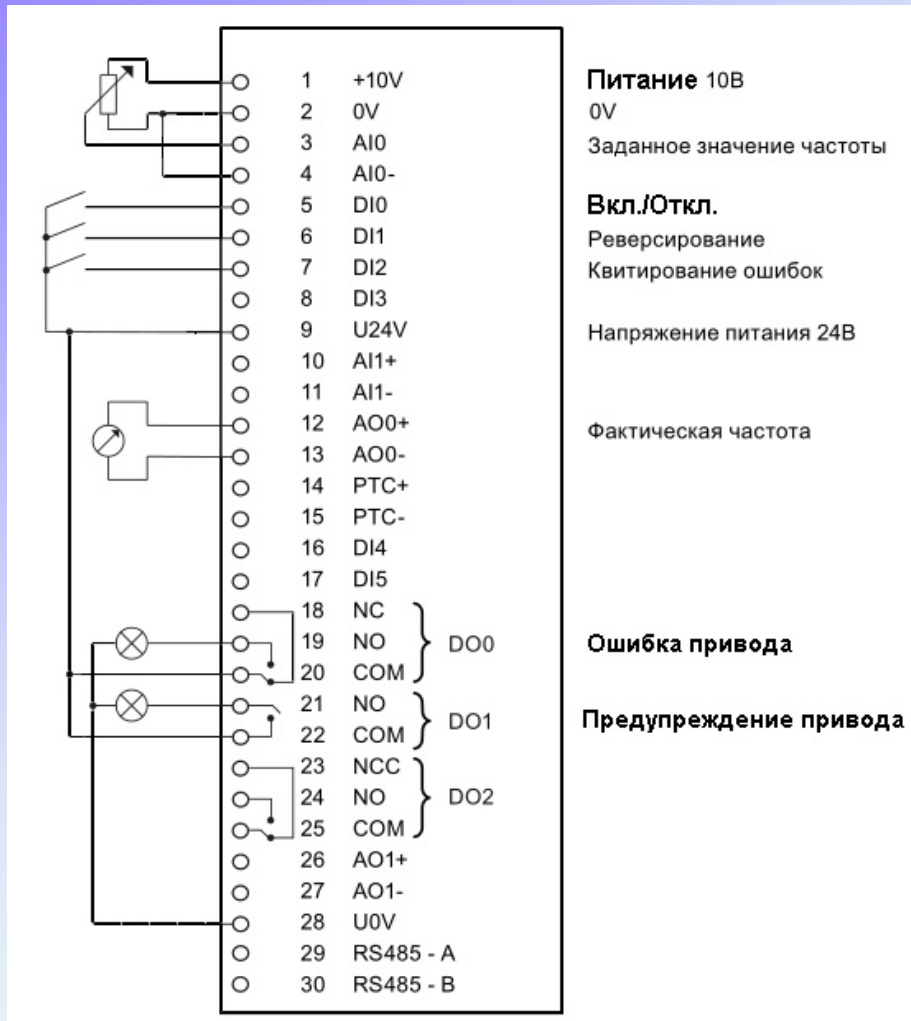 1 +10V Питание 10В
2 0V 0V
3 AI0 Заданное значение частоты
4 AI0-
5 DI0 Вкл./Откл.
6 DI1 Реверсирование
7 DI2 Квитирование ошибок
8 DI3
9 U24V Напряжение питания 24В
10 AI1+
11 AI1-
12 AO0+ Фактическая частота
13 AO0-
14 PTC+
15 PTC-
16 DI4
17 DI5
18 NC
19 NO DO0 Ошибка привода
20 COM
21 NO DO1 Предупреждение привода
22 COM
23 NCC
24 NO DO2
25 COM
26 AO1+
27 AO1-
28 U0V
29 RS485 - A
30 RS485 - B